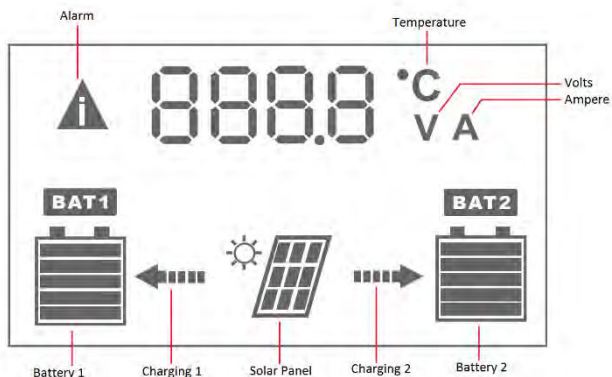 Alarm
Temperature
888.8 °C
i
Volts
V A
Ampere
BAT1
BAT2
Battery 1
Charging 1
Solar Panel
Charging 2
Battery 2